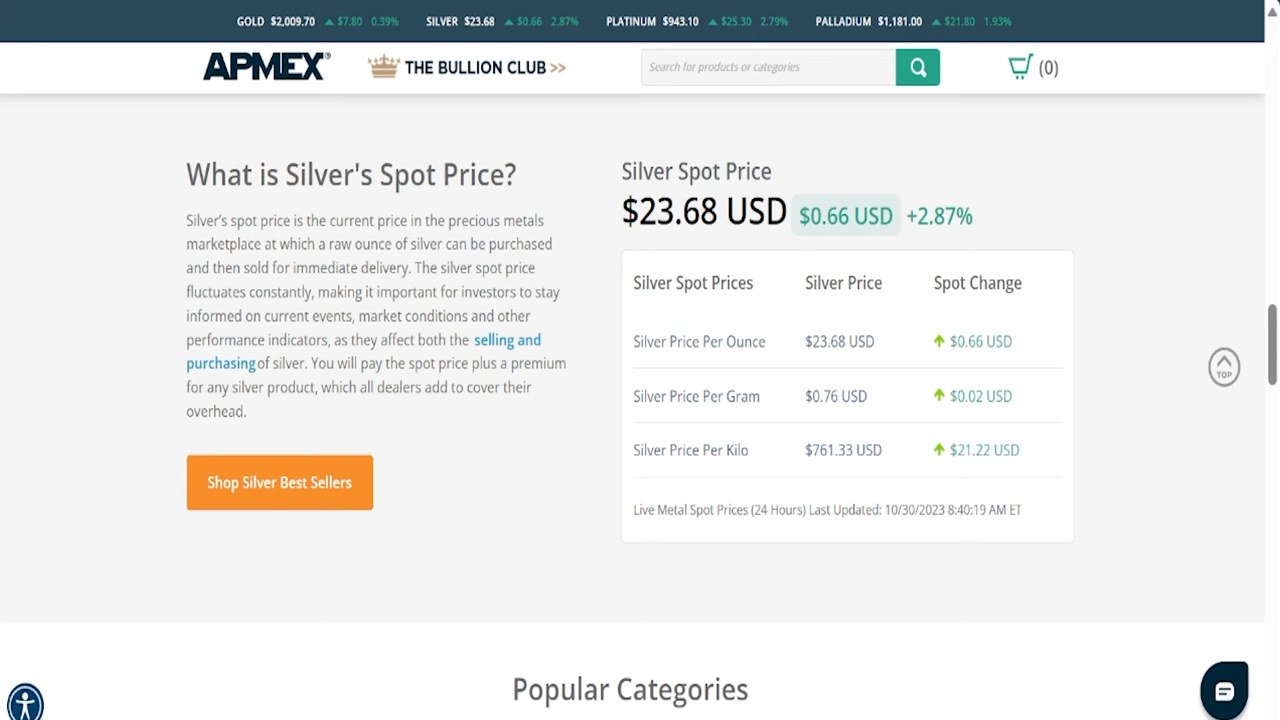 GOLD $2,009.70 ▲ $7.80 0.39% SILVER $23.68 ▲ $0.66 2.87% PLATINUM $943.10 ▲ $25.30 2.79% PALLADIUM $1,181.00 ▲ $21.80 1.93%
APMEX® THE BULLION CLUB >> Search for products or categories (0)
What is Silver's Spot Price?
Silver's spot price is the current price in the precious metals
marketplace at which a raw ounce of silver can be purchased
and then sold for immediate delivery. The silver spot price
fluctuates constantly, making it important for investors to stay
informed on current events, market conditions and other
performance indicators, as they affect both the selling and
purchasing of silver. You will pay the spot price plus a premium
for any silver product, which all dealers add to cover their
overhead.
Shop Silver Best Sellers
Silver Spot Price
$23.68 USD $0.66 USD +2.87%
Silver Spot Prices Silver Price Spot Change
Silver Price Per Ounce $23.68 USD $0.66 USD
Silver Price Per Gram $0.76 USD $0.02 USD
Silver Price Per Kilo $761.33 USD $21.22 USD
Live Metal Spot Prices (24 Hours) Last Updated: 10/30/2023 8:40:19 AM ET
TOP
Popular Categories